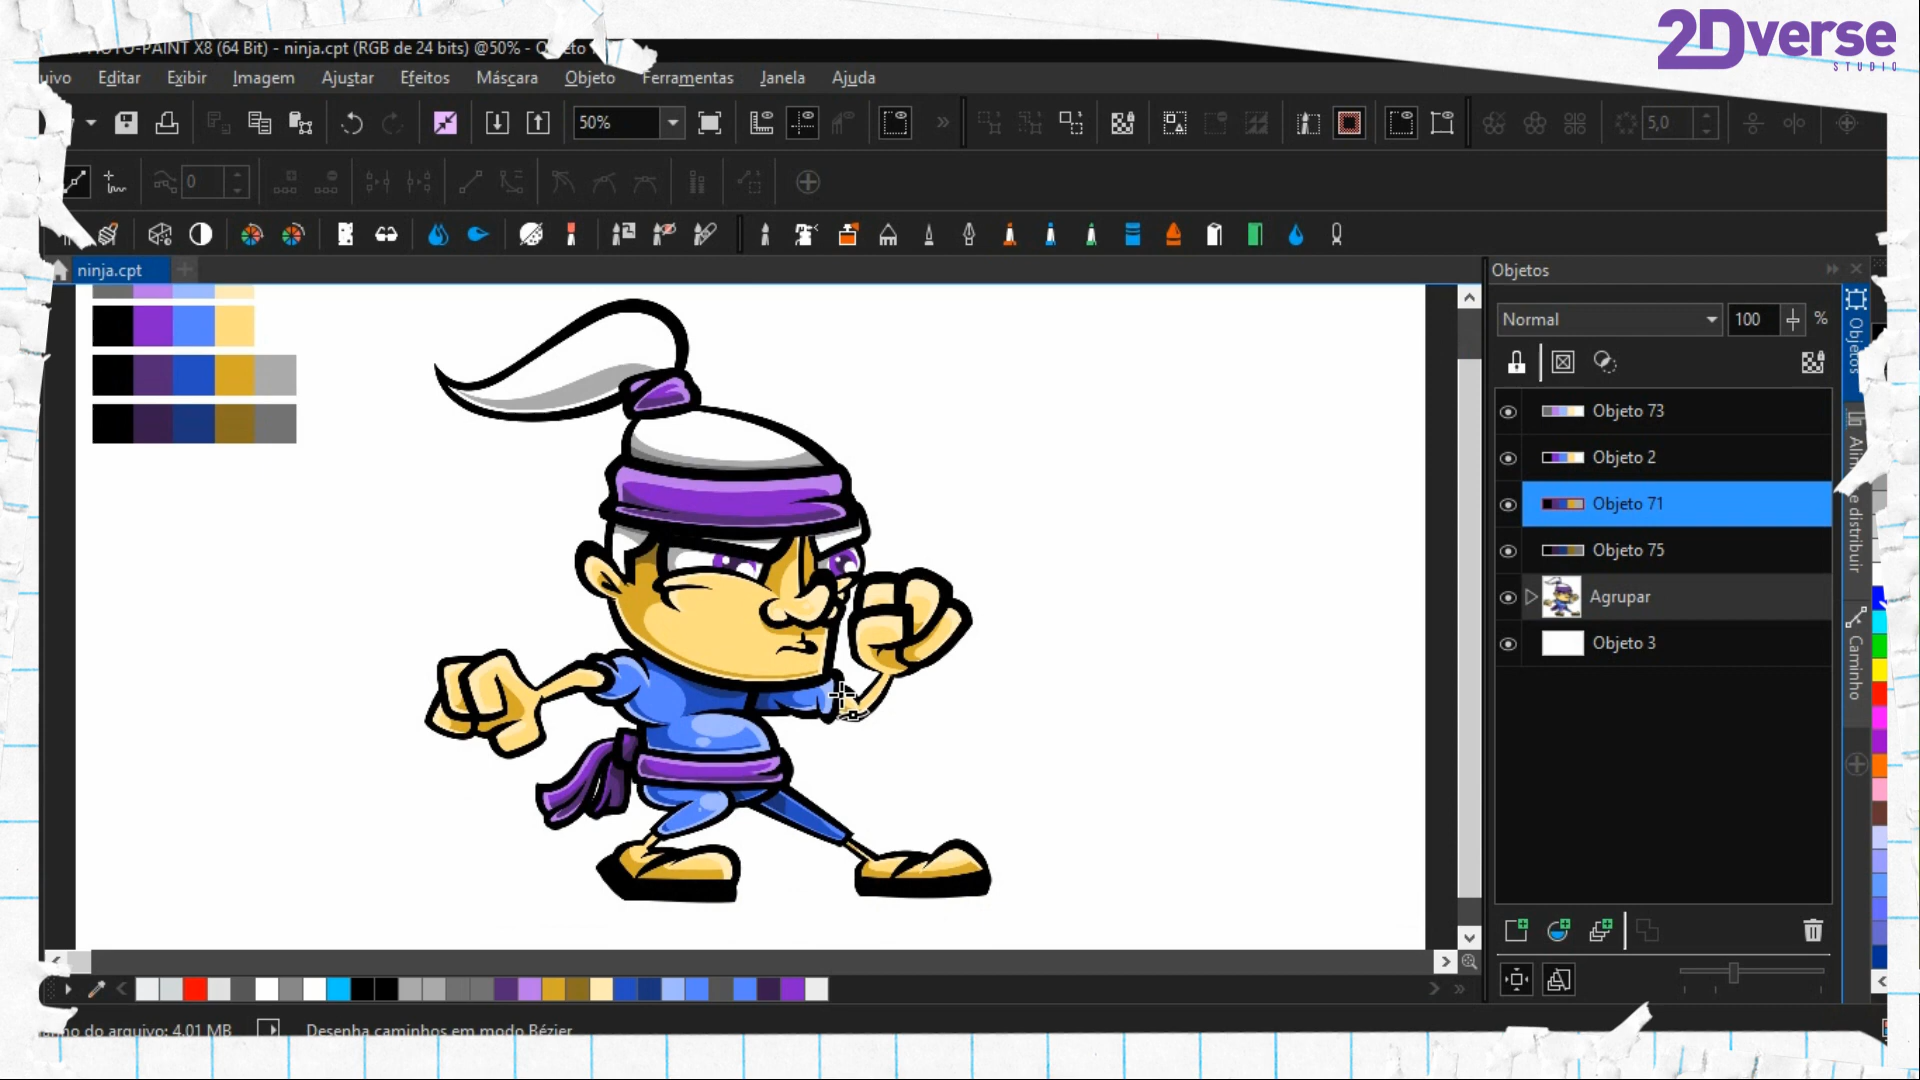 2Dverse
STUDIO
PHOTO-PAINT X8 (64 Bit) - ninja.cpt (RGB de 24 bits) @50% -
Editar Exibir Imagem Ajustar Efeitos Máscara Objeto Ferramentas Janela Ajuda
50%
5,0
0
ninja.cpt
Objetos
Normal 100 %
Objeto 73
Objeto 2
Objeto 71
Objeto 75
Agrupar
Objeto 3
Objetos
e distribuir
Caminho
do arquivo: 4.01 MB Desenha caminhos em modo Bézier